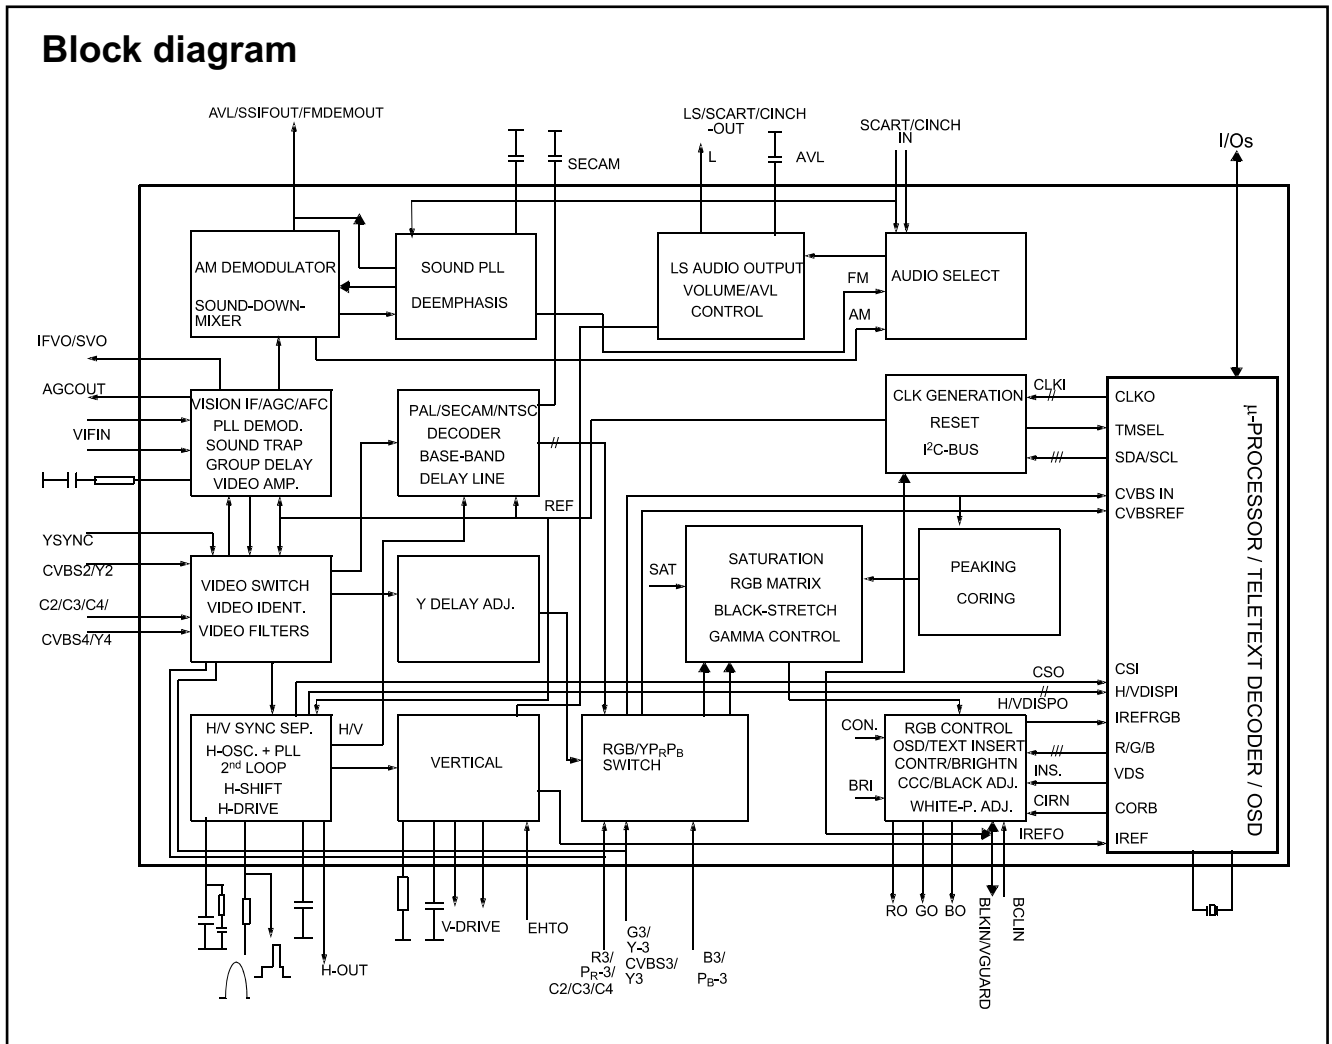 Block diagram
AVL/SSIFOUT/FMDEMOUT
SECAM
LS/SCART/CINCH
-OUT
L
AVL
SCART/CINCH
IN
I/Os
AM DEMODULATOR
SOUND-DOWN-
MIXER
SOUND PLL
DEEMPHASIS
LS AUDIO OUTPUT
VOLUME/AVL
CONTROL
FM
AM
AUDIO SELECT
IFVO/SVO
AGCOUT
VIFIN
VISION IF/AGC/AFC
PLL DEMOD.
SOUND TRAP
GROUP DELAY
VIDEO AMP.
PAL/SECAM/NTSC
DECODER
BASE-BAND
DELAY LINE
REF
CLK GENERATION
RESET
I²C-BUS
CLKI
CLKO
TMSEL
SDA/SCL
CVBS IN
CVBSREF
µ-PROCESSOR / TELETEXT DECODER / OSD
YSYNC
CVBS2/Y2
C2/C3/C4/
CVBS4/Y4
VIDEO SWITCH
VIDEO IDENT.
VIDEO FILTERS
Y DELAY ADJ.
SAT
SATURATION
RGB MATRIX
BLACK-STRETCH
GAMMA CONTROL
PEAKING
CORING
CSO
CSI
H/VDISPI
H/VDISPO
IREFRGB
R/G/B
INS.
VDS
CIRN
CORB
IREFO
IREF
H/V SYNC SEP.
H-OSC. + PLL
2nd LOOP
H-SHIFT
H-DRIVE
H/V
VERTICAL
RGB/YPRPB
SWITCH
CON.
BRI
RGB CONTROL
OSD/TEXT INSERT
CONTR/BRIGHTN
CCC/BLACK ADJ.
WHITE-P. ADJ.
H-OUT
V-DRIVE
EHTO
R3/
PR-3/
C2/C3/C4
G3/
Y-3
CVBS3/
Y3
B3/
PB-3
RO
GO
BO
BLKIN/VGUARD
BCLIN